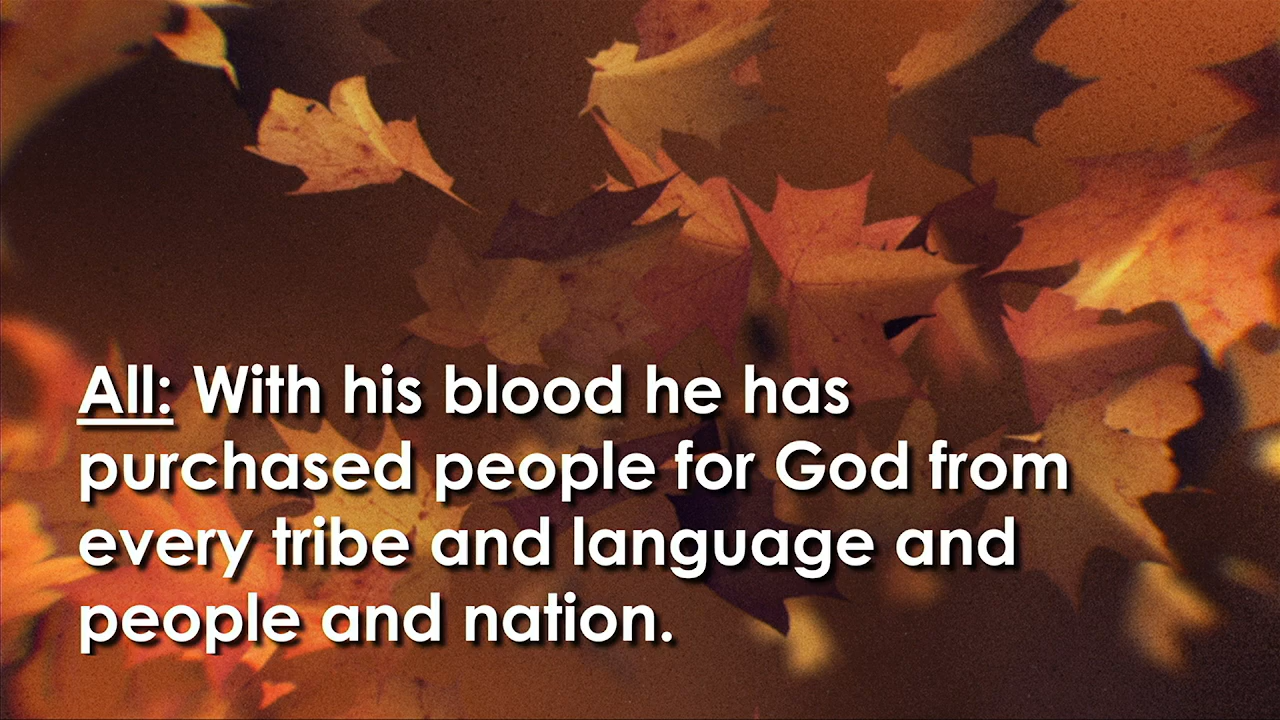 All: With his blood he has
purchased people for God from
every tribe and language and
people and nation.